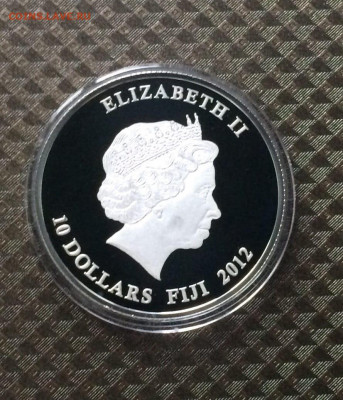 ELIZABETH II
10 DOLLARS FIJI 2012